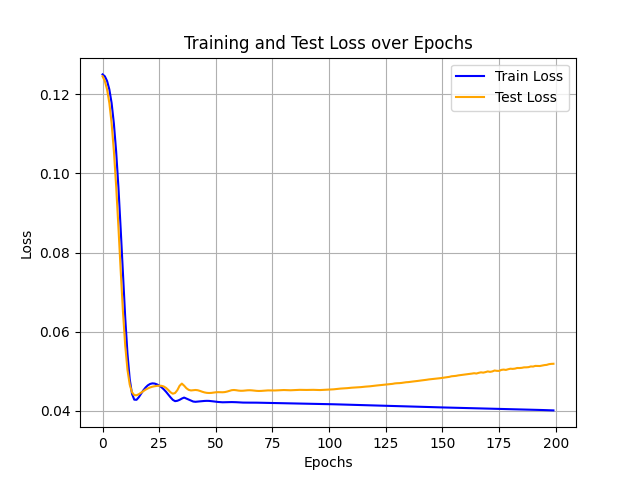 Training and Test Loss over Epochs
Train Loss
Test Loss
0.12
0.10
0.08
0.06
0.04
Loss
0 25 50 75 100 125 150 175 200
Epochs